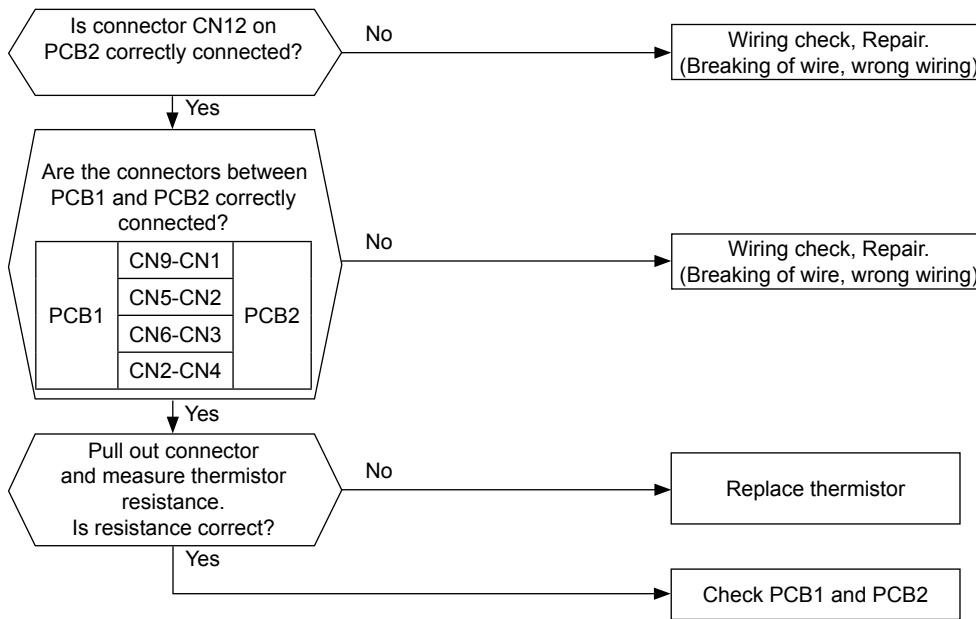 Is connector CN12 on
PCB2 correctly connected?
No
Wiring check, Repair.
(Breaking of wire, wrong wiring)
Yes
Are the connectors between
PCB1 and PCB2 correctly
connected?
No
Wiring check, Repair.
(Breaking of wire, wrong wiring)
PCB1
CN9-CN1
CN5-CN2
CN6-CN3
CN2-CN4
PCB2
Yes
Pull out connector
and measure thermistor
resistance.
Is resistance correct?
No
Replace thermistor
Yes
Check PCB1 and PCB2